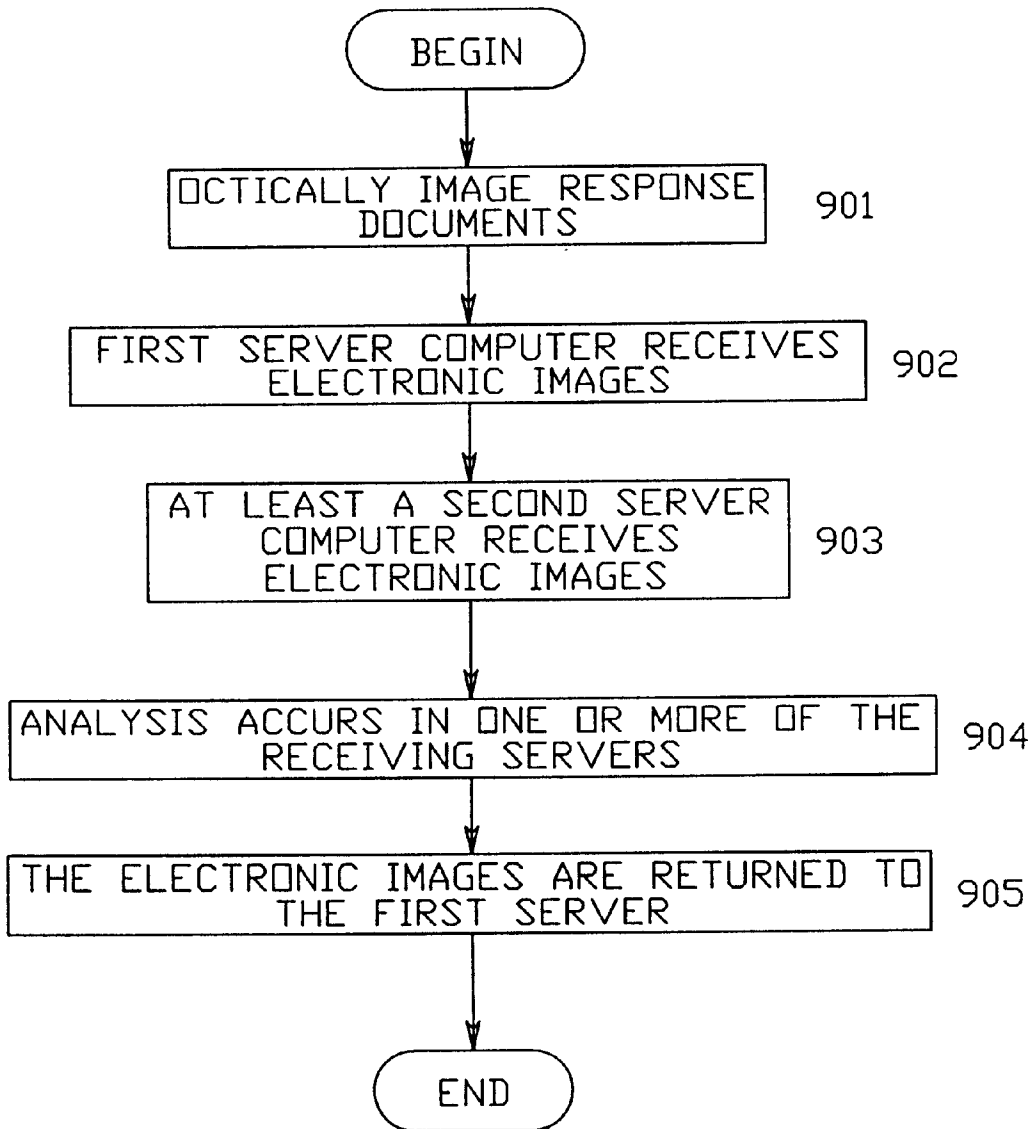 BEGIN
OCTICALLY IMAGE RESPONSE
DOCUMENTS
901
FIRST SERVER COMPUTER RECEIVES
ELECTRONIC IMAGES
902
AT LEAST A SECOND SERVER
COMPUTER RECEIVES
ELECTRONIC IMAGES
903
ANALYSIS ACCURS IN ONE OR MORE OF THE
RECEIVING SERVERS
904
THE ELECTRONIC IMAGES ARE RETURNED TO
THE FIRST SERVER
905
END